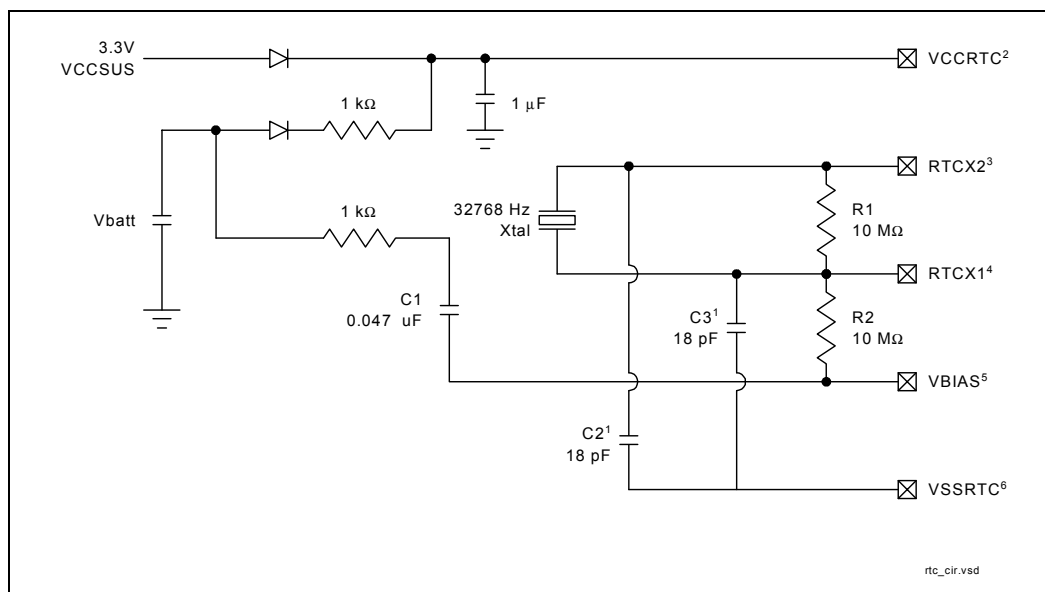 3.3V
VCCSUS
VCCRTC²
1 kΩ
1 µF
Vbatt
1 kΩ
32768 Hz
Xtal
RTCX2³
R1
10 MΩ
RTCX1⁴
C1
0.047 uF
C3¹
18 pF
R2
10 MΩ
VBIAS⁵
C2¹
18 pF
VSSRTC⁶
rtc_cir.vsd